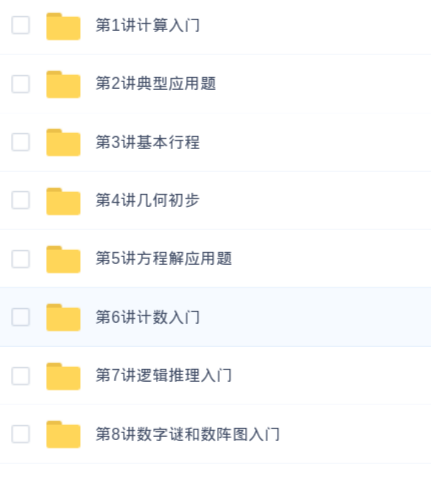 第1讲计算入门
第2讲典型应用题
第3讲基本行程
第4讲几何初步
第5讲方程解应用题
第6讲计数入门
第7讲逻辑推理入门
第8讲数字谜和数阵图入门